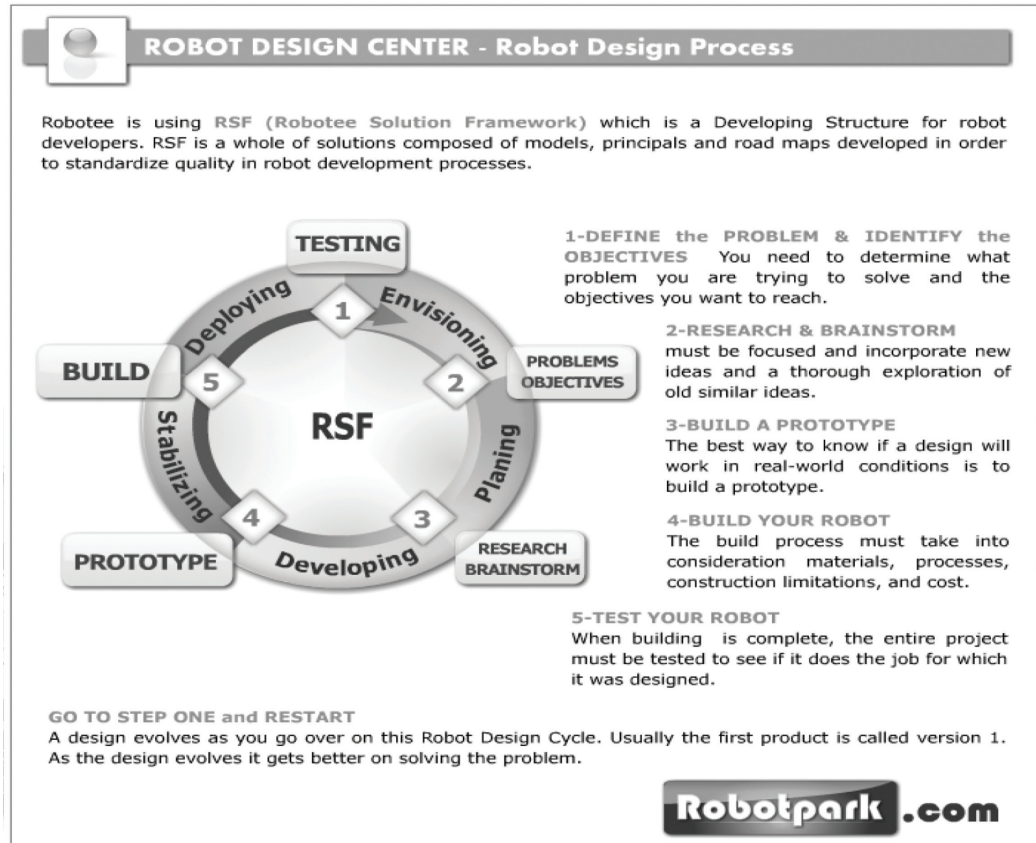 ROBOT DESIGN CENTER - Robot Design Process
Robotee is using RSF (Robotee Solution Framework) which is a Developing Structure for robot
developers. RSF is a whole of solutions composed of models, principals and road maps developed in order
to standardize quality in robot development processes.
TESTING
Deploying
Envisioning
1
BUILD
5
2
PROBLEMS
OBJECTIVES
RSF
Stabilizing
Planing
4
3
PROTOTYPE
Developing
RESEARCH
BRAINSTORM
1-DEFINE the PROBLEM & IDENTIFY the
OBJECTIVES You need to determine what
problem you are trying to solve and the
objectives you want to reach.
2-RESEARCH & BRAINSTORM
must be focused and incorporate new
ideas and a thorough exploration of
old similar ideas.
3-BUILD A PROTOTYPE
The best way to know if a design will
work in real-world conditions is to
build a prototype.
4-BUILD YOUR ROBOT
The build process must take into
consideration materials, processes,
construction limitations, and cost.
5-TEST YOUR ROBOT
When building is complete, the entire project
must be tested to see if it does the job for which
it was designed.
GO TO STEP ONE and RESTART
A design evolves as you go over on this Robot Design Cycle. Usually the first product is called version 1.
As the design evolves it gets better on solving the problem.
Robotpark.com